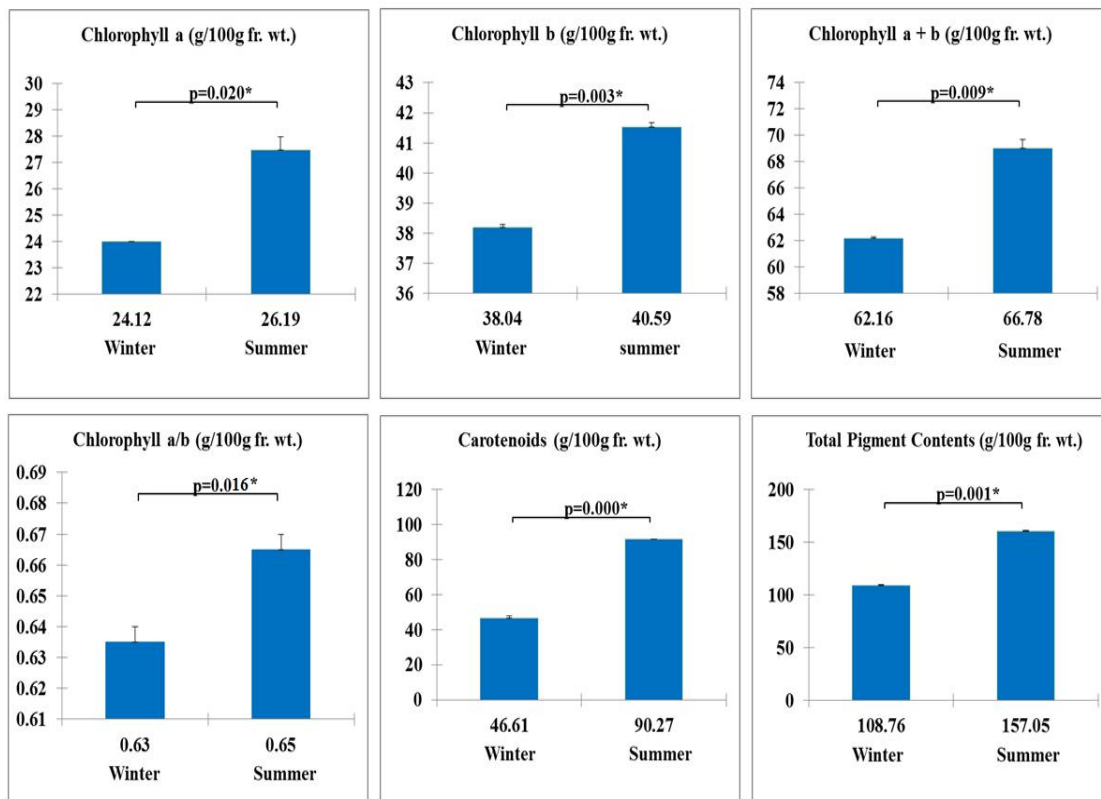 Chlorophyll a (g/100g fr. wt.)
30
29
28
27
26
25
24
23
22
p=0.020*
24.12
26.19
Winter
Summer
Chlorophyll b (g/100g fr. wt.)
43
42
41
40
39
38
37
36
p=0.003*
38.04
40.59
Winter
summer
Chlorophyll a + b (g/100g fr. wt.)
74
72
70
68
66
64
62
60
58
p=0.009*
62.16
66.78
Winter
Summer
Chlorophyll a/b (g/100g fr. wt.)
0.69
0.68
0.67
0.66
0.65
0.64
0.63
0.62
0.61
p=0.016*
0.63
0.65
Winter
Summer
Carotenoids (g/100g fr. wt.)
120
100
80
60
40
20
0
p=0.000*
46.61
90.27
Winter
Summer
Total Pigment Contents (g/100g fr. wt.)
200
150
100
50
0
p=0.001*
108.76
157.05
Winter
Summer